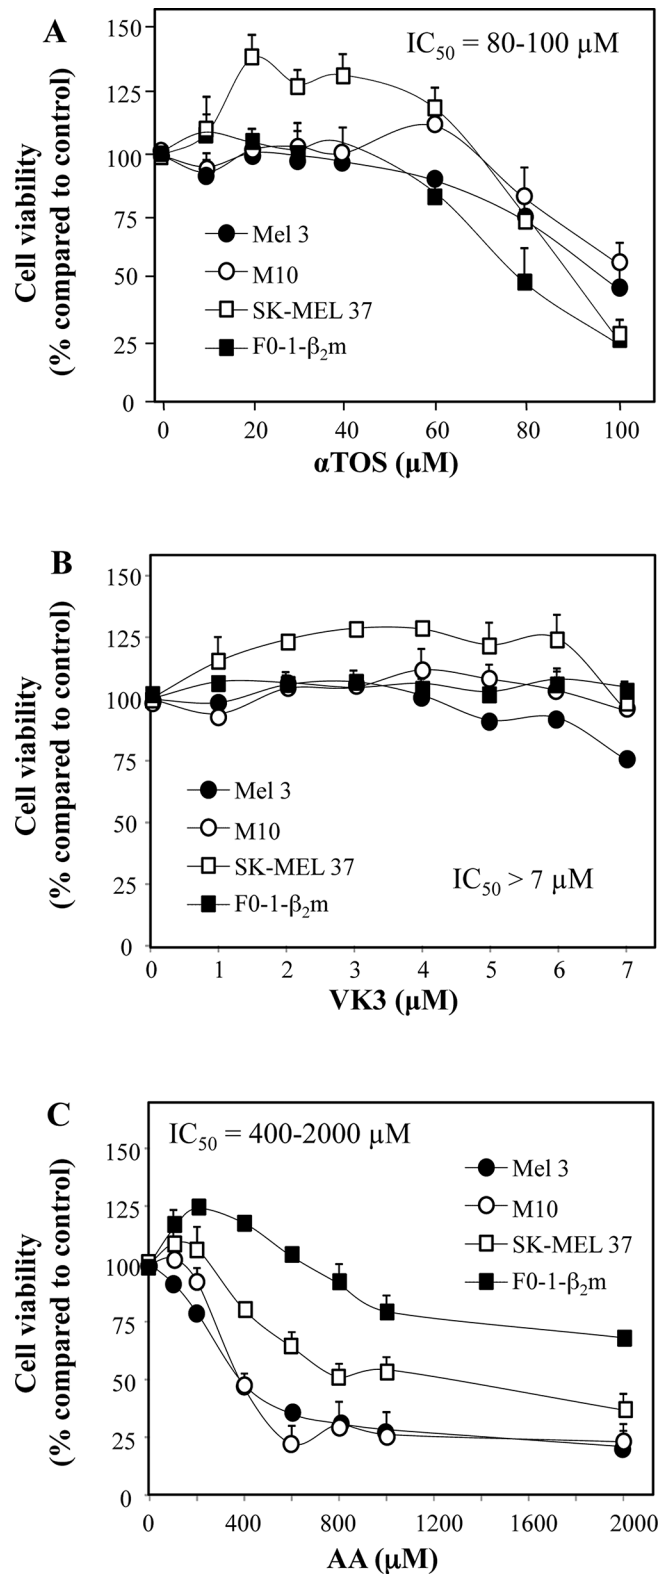 A
IC50 = 80-100 µM
Cell viability
(% compared to control)
150
125
100
75
50
25
0
Mel 3
M10
SK-MEL 37
F0-1-β2m
0 20 40 60 80 100
αTOS (µM)
B
Cell viability
(% compared to control)
150
125
100
75
50
25
0
Mel 3
M10
SK-MEL 37
F0-1-β2m
IC50 > 7 µM
0 1 2 3 4 5 6 7
VK3 (µM)
C
IC50 = 400-2000 µM
Cell viability
(% compared to control)
150
125
100
75
50
25
0
Mel 3
M10
SK-MEL 37
F0-1-β2m
0 400 800 1200 1600 2000
AA (µM)